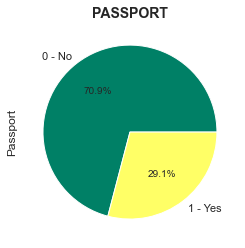 PASSPORT
0 - No
70.9%
Passport
29.1%
1 - Yes